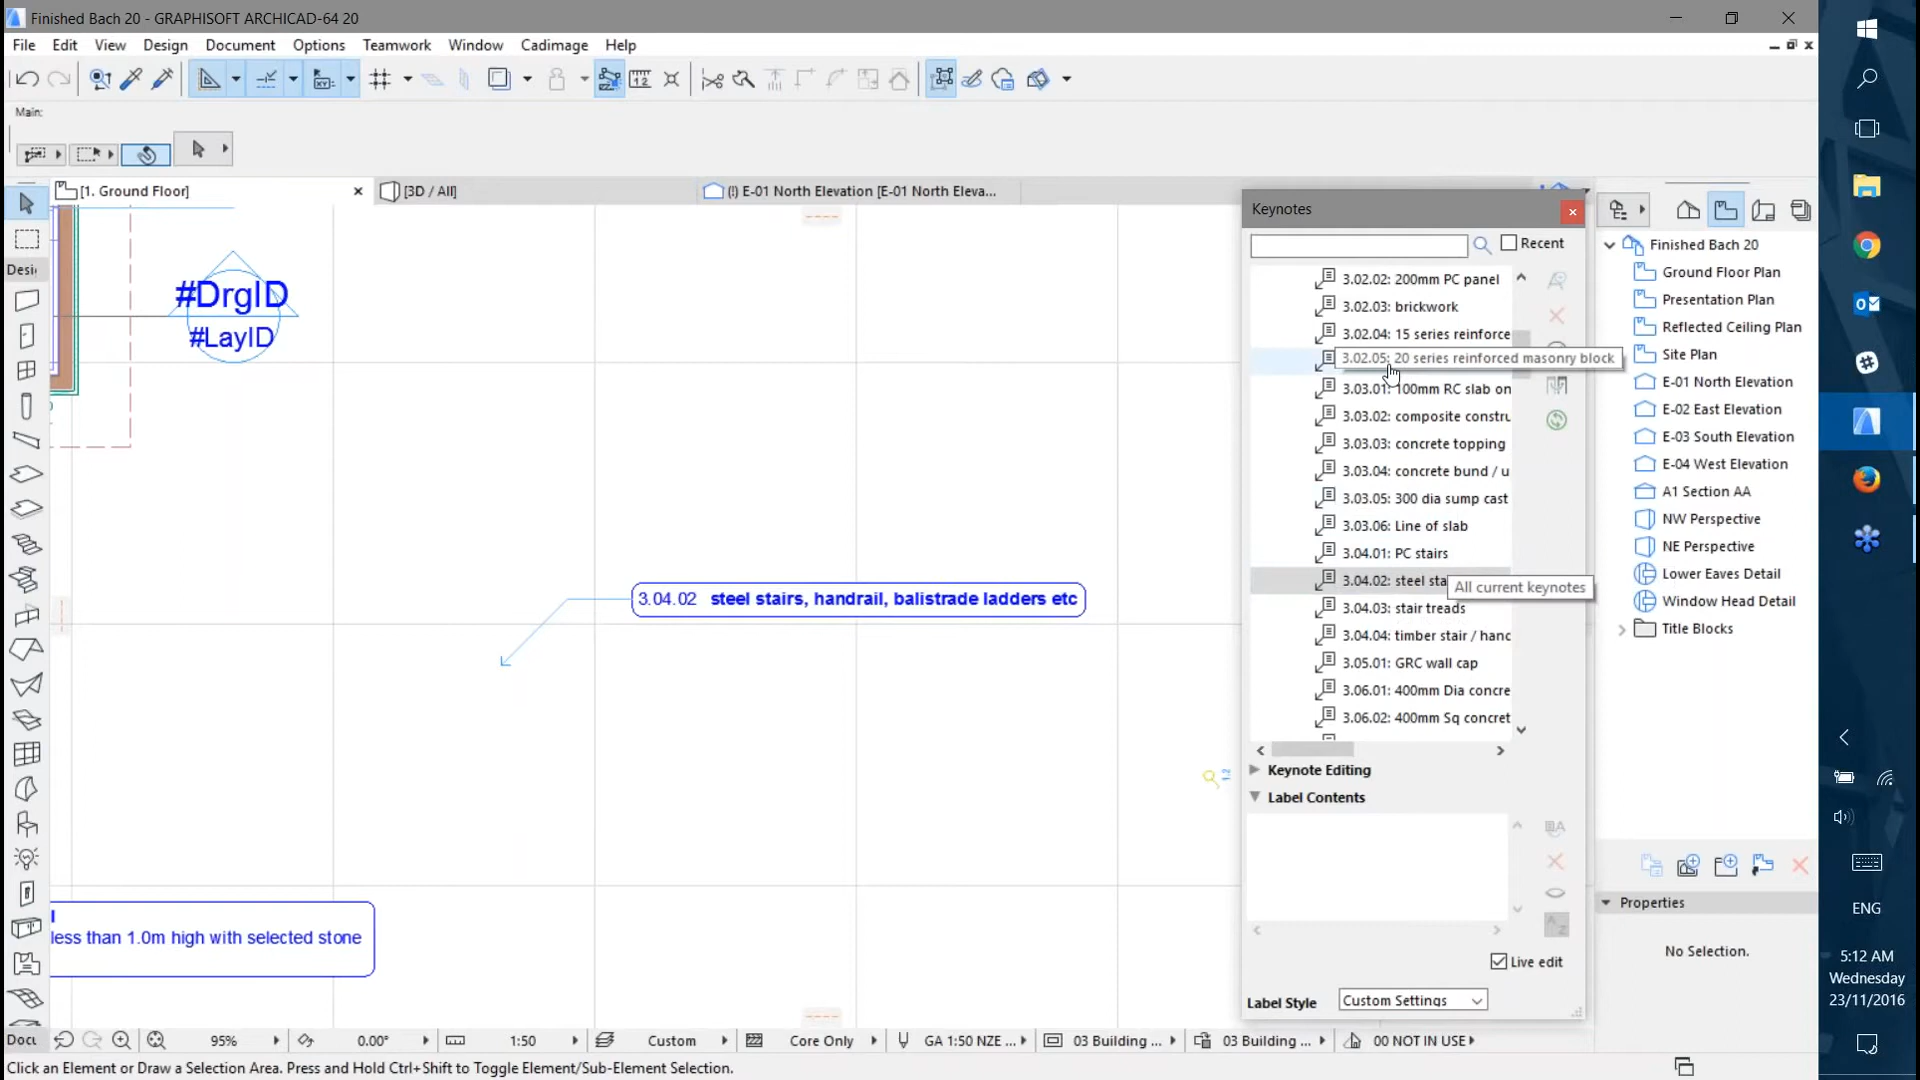 Finished Bach 20 - GRAPHISOFT ARCHICAD-64 20
File Edit View Design Document Options Teamwork Window Cadimage Help
Main:
[1. Ground Floor]
[3D / All]
(!) E-01 North Elevation [E-01 North Eleva...
Desi
#DrgID
#LayID
3.04.02 steel stairs, handrail, balistrade ladders etc
less than 1.0m high with selected stone
Keynotes
Recent
3.02.02: 200mm PC panel
3.02.03: brickwork
3.02.04: 15 series reinforce
3.02.05: 20 series reinforced masonry block
3.03.01: 100mm RC slab on
3.03.02: composite constru
3.03.03: concrete topping
3.03.04: concrete bund / u
3.03.05: 300 dia sump cast
3.03.06: Line of slab
3.04.01: PC stairs
3.04.02: steel sta
All current keynotes
3.04.03: stair treads
3.04.04: timber stair / hanc
3.05.01: GRC wall cap
3.06.01: 400mm Dia concre
3.06.02: 400mm Sq concret
Keynote Editing
Label Contents
Live edit
Label Style Custom Settings
Finished Bach 20
Ground Floor Plan
Presentation Plan
Reflected Ceiling Plan
Site Plan
E-01 North Elevation
E-02 East Elevation
E-03 South Elevation
E-04 West Elevation
A1 Section AA
NW Perspective
NE Perspective
Lower Eaves Detail
Window Head Detail
Title Blocks
Properties
No Selection.
ENG
5:12 AM
Wednesday
23/11/2016
Docu 95% 0.00° 1:50 Custom Core Only GA 1:50 NZE ... 03 Building ... 03 Building ... 00 NOT IN USE
Click an Element or Draw a Selection Area. Press and Hold Ctrl+Shift to Toggle Element/Sub-Element Selection.